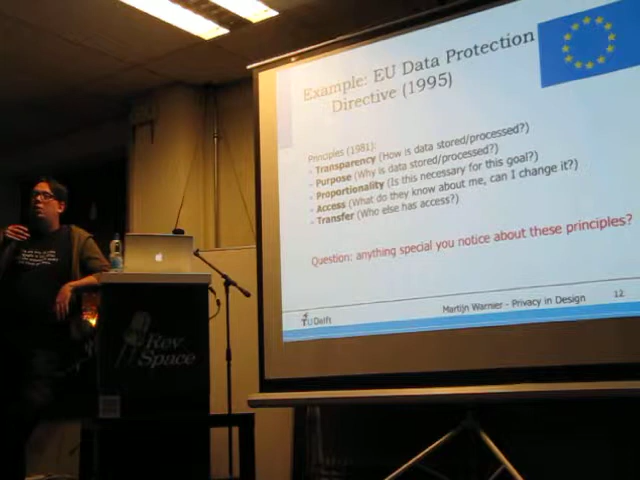 Example: EU Data Protection
Directive (1995)
Principles (1981):
- Transparency (How is data stored/processed?)
- Purpose (Why is data stored/processed?)
- Proportionality (Is this necessary for this goal?)
- Access (What do they know about me, can I change it?)
- Transfer (Who else has access?)
Question: anything special you notice about these principles?
TU Delft
Martijn Warnier - Privacy in Design
12
Rev
Space